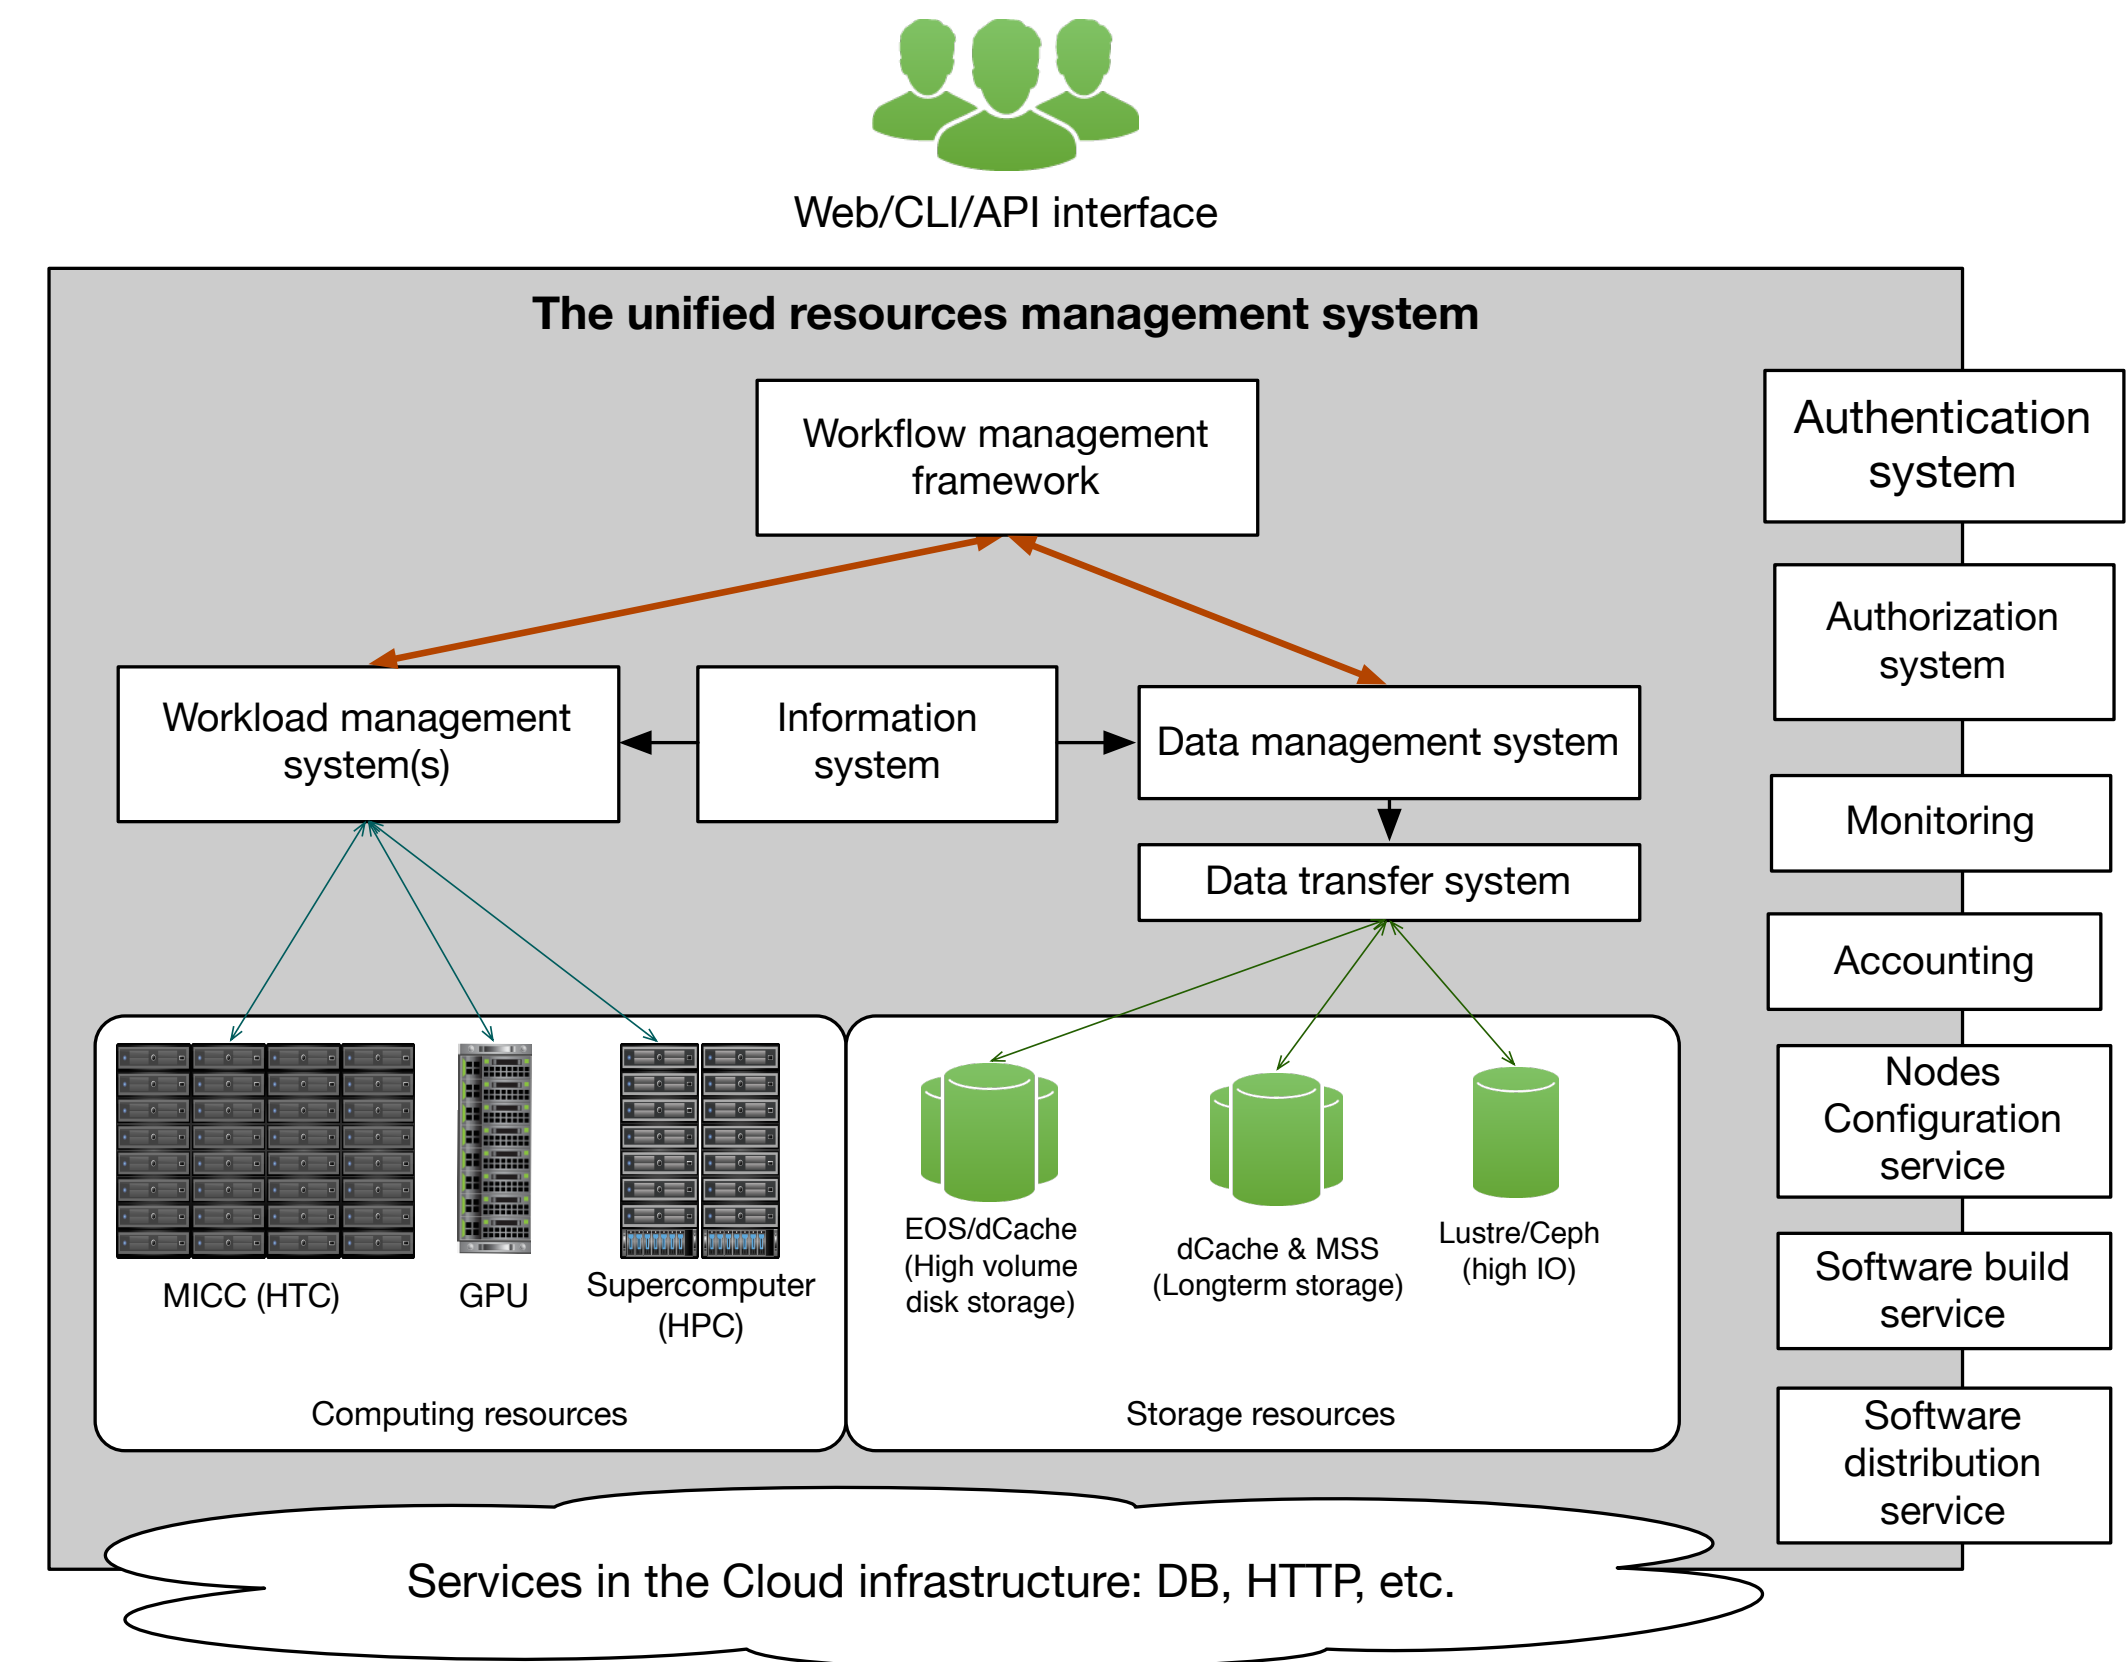 Web/CLI/API interface
The unified resources management system
Workflow management
framework
Workload management
system(s)
Information
system
Data management system
Data transfer system
MICC (HTC)
GPU
Supercomputer
(HPC)
Computing resources
EOS/dCache
(High volume
disk storage)
dCache & MSS
(Longterm storage)
Lustre/Ceph
(high IO)
Storage resources
Authentication
system
Authorization
system
Monitoring
Accounting
Nodes
Configuration
service
Software build
service
Software
distribution
service
Services in the Cloud infrastructure: DB, HTTP, etc.